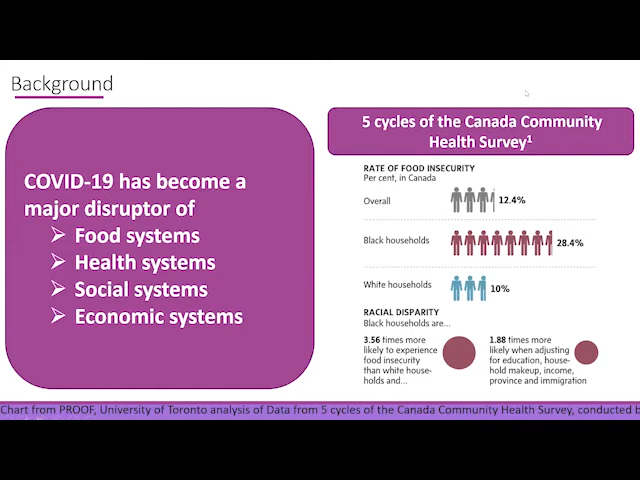 Background
COVID-19 has become a
major disruptor of
➢ Food systems
➢ Health systems
➢ Social systems
➢ Economic systems
5 cycles of the Canada Community
Health Survey1
RATE OF FOOD INSECURITY
Per cent, in Canada
Overall 12.4%
Black households 28.4%
White households 10%
RACIAL DISPARITY
Black households are...
3.56 times more
likely to experience
food insecurity
than white house-
holds and...
1.88 times more
likely when adjusting
for education, house-
hold makeup, income,
province and immigration
Chart from PROOF, University of Toronto analysis of Data from 5 cycles of the Canada Community Health Survey, conducted b